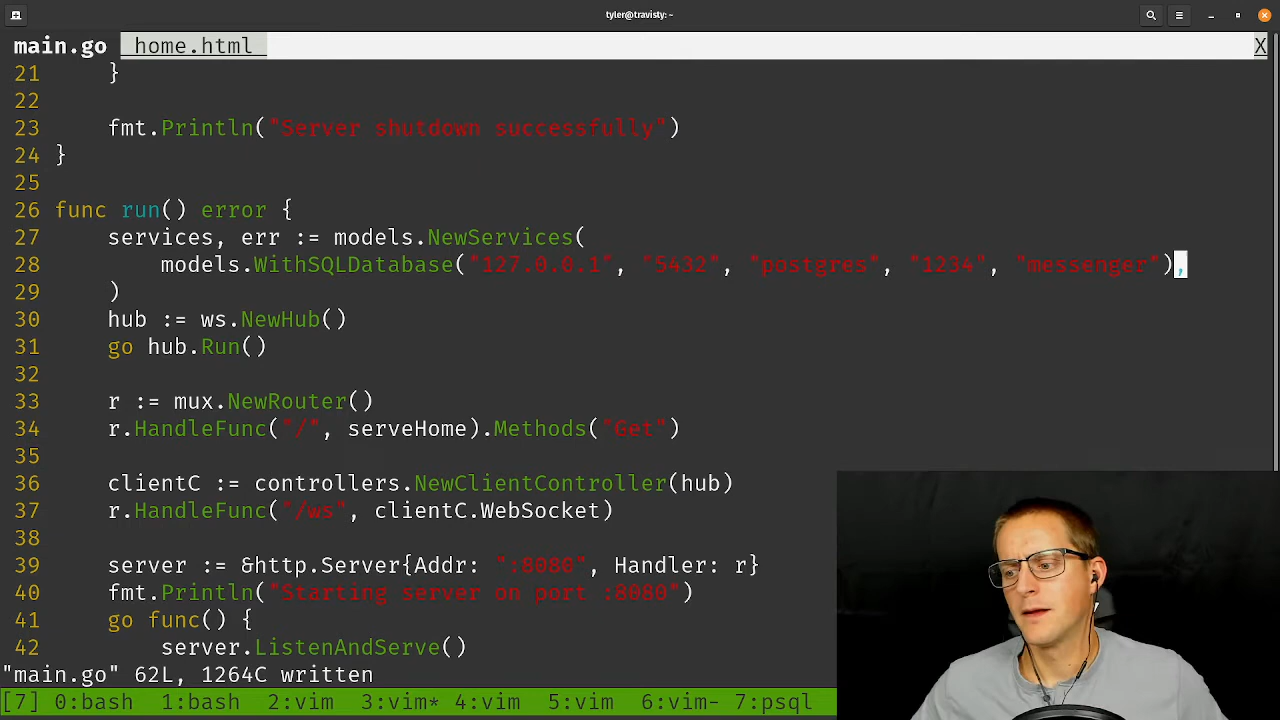 tyler@travisty: ~
main.go home.html X
21 }
22
23 fmt.Println("Server shutdown successfully")
24 }
25
26 func run() error {
27 services, err := models.NewServices(
28 models.WithSQLDatabase("127.0.0.1", "5432", "postgres", "1234", "messenger"),
29 )
30 hub := ws.NewHub()
31 go hub.Run()
32
33 r := mux.NewRouter()
34 r.HandleFunc("/", serveHome).Methods("Get")
35
36 clientC := controllers.NewClientController(hub)
37 r.HandleFunc("/ws", clientC.WebSocket)
38
39 server := &http.Server{Addr: ":8080", Handler: r}
40 fmt.Println("Starting server on port :8080")
41 go func() {
42 server.ListenAndServe()
"main.go" 62L, 1264C written
[7] 0:bash 1:bash 2:vim 3:vim* 4:vim 5:vim 6:vim- 7:psql